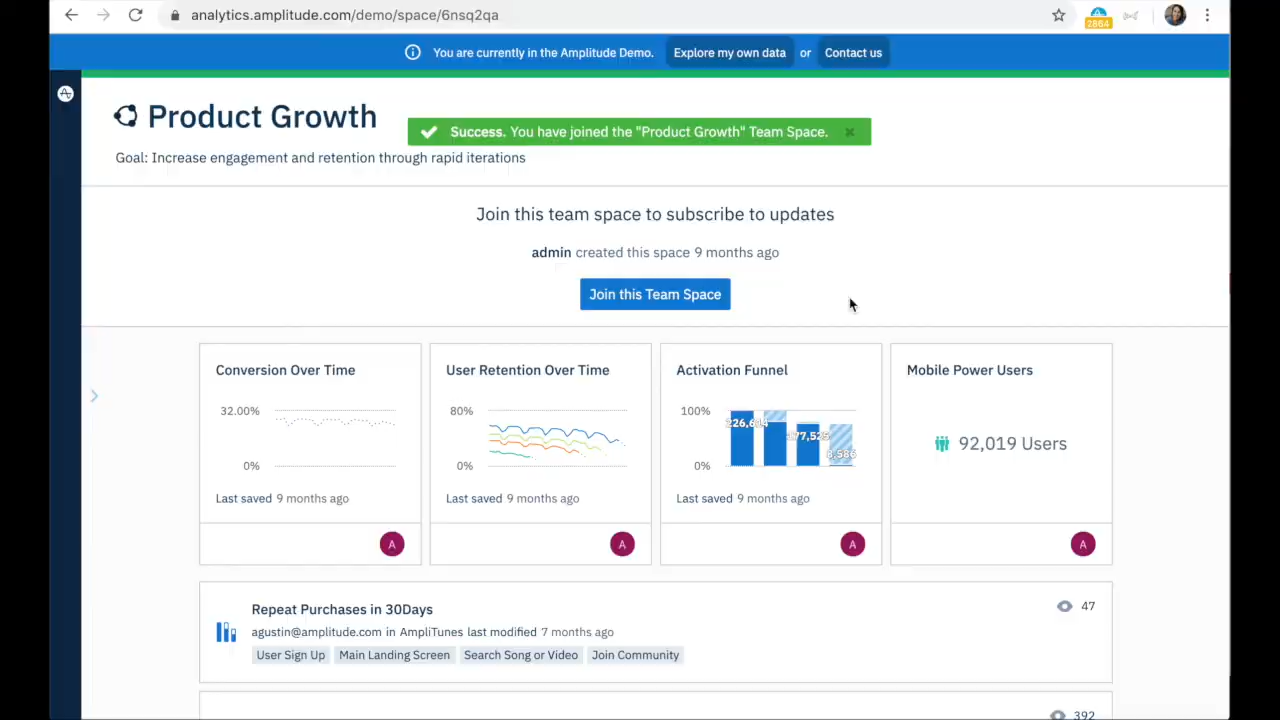 analytics.amplitude.com/demo/space/6nsq2qa
2864
You are currently in the Amplitude Demo. Explore my own data or Contact us
Product Growth
Success. You have joined the "Product Growth" Team Space.
Goal: Increase engagement and retention through rapid iterations
Join this team space to subscribe to updates
admin created this space 9 months ago
Join this Team Space
Conversion Over Time
32.00%
0%
Last saved 9 months ago
A
User Retention Over Time
80%
0%
Last saved 9 months ago
A
Activation Funnel
100%
0%
Last saved 9 months ago
A
Mobile Power Users
92,019 Users
A
Repeat Purchases in 30Days
47
agustin@amplitude.com in AmpliTunes last modified 7 months ago
User Sign Up Main Landing Screen Search Song or Video Join Community
392